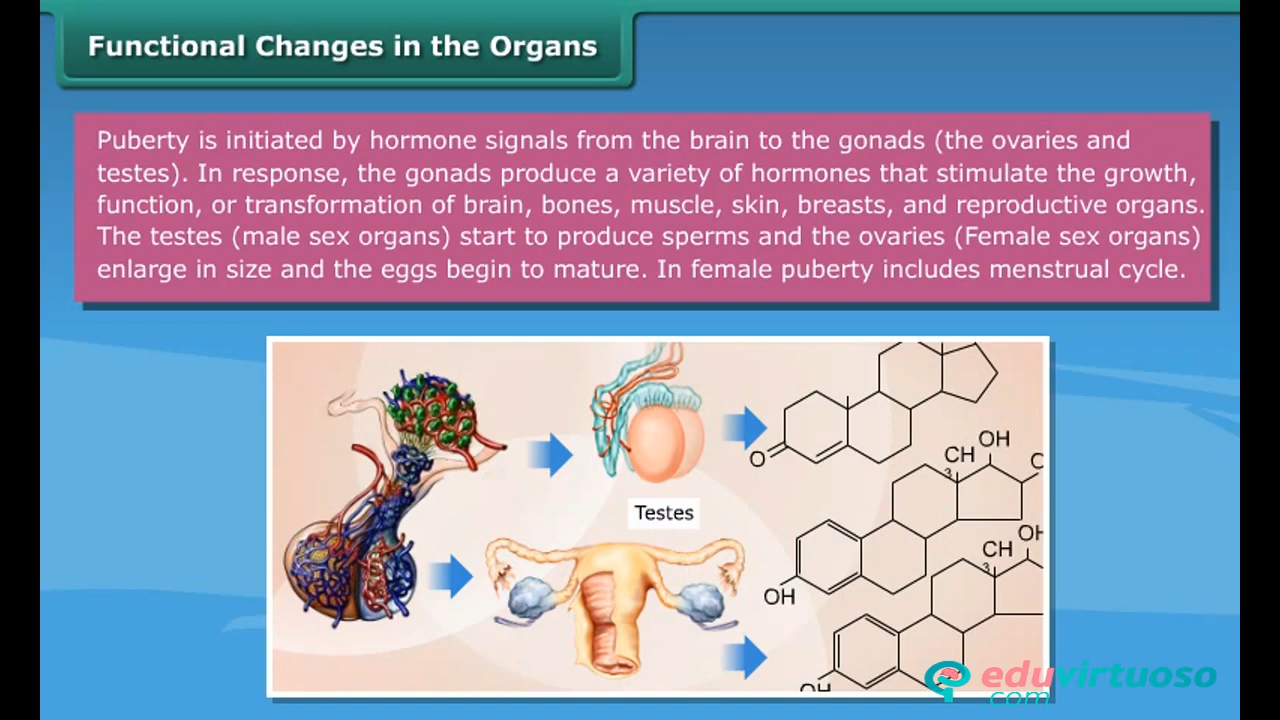 Functional Changes in the Organs
Puberty is initiated by hormone signals from the brain to the gonads (the ovaries and
testes). In response, the gonads produce a variety of hormones that stimulate the growth,
function, or transformation of brain, bones, muscle, skin, breasts, and reproductive organs.
The testes (male sex organs) start to produce sperms and the ovaries (Female sex organs)
enlarge in size and the eggs begin to mature. In female puberty includes menstrual cycle.
Testes
O
OH
CH3
OH
OH
CH3
OH
eduvirtuoso
com